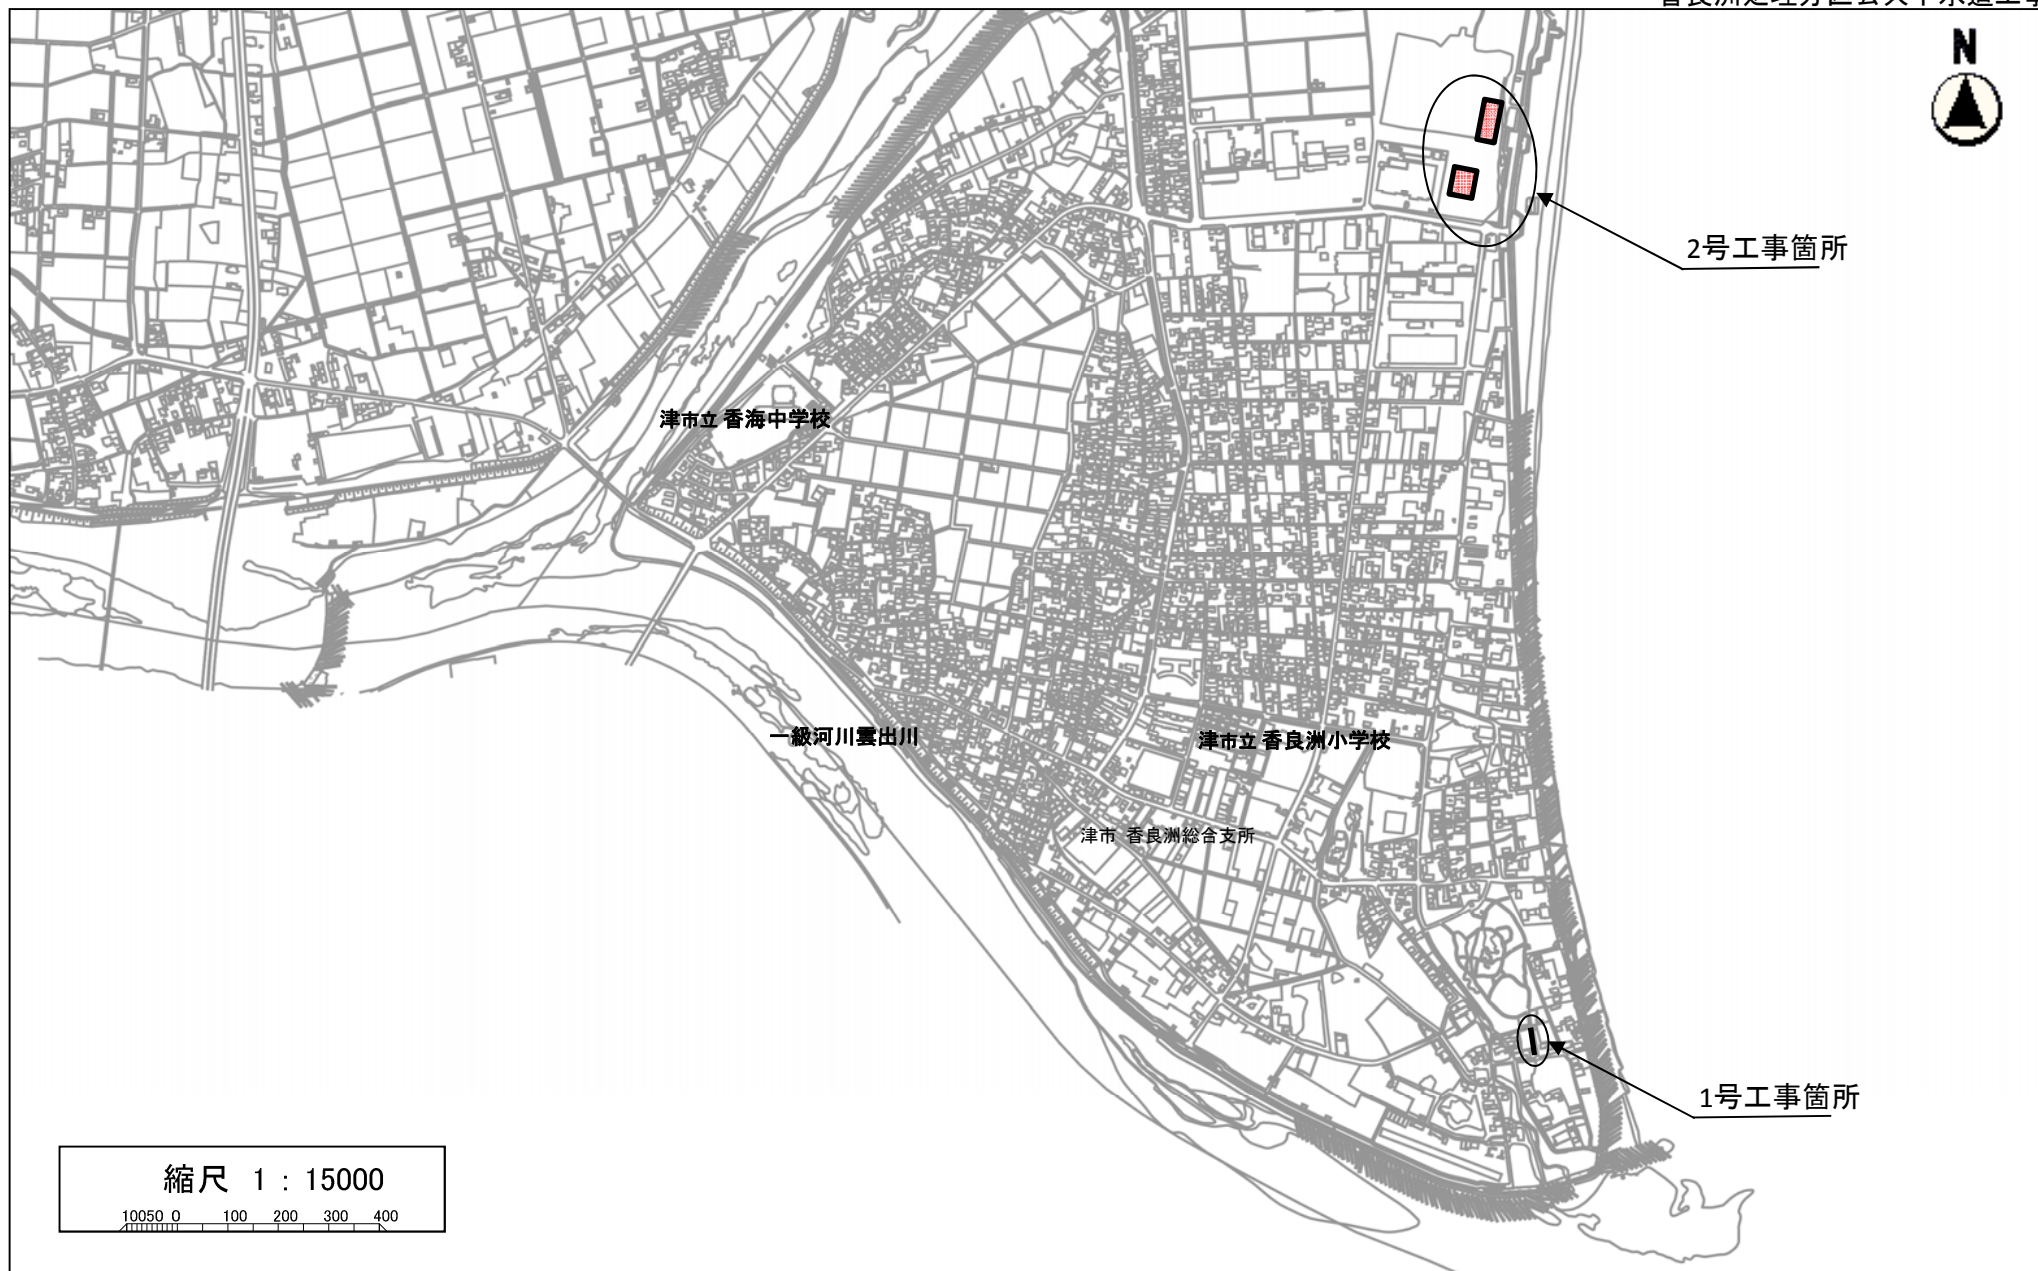 N
2号工事箇所
津市立 香海中学校
一級河川雲出川
津市立 香良洲小学校
津市 香良洲総合支所
1号工事箇所
縮尺 1 : 15000
10050 0 100 200 300 400